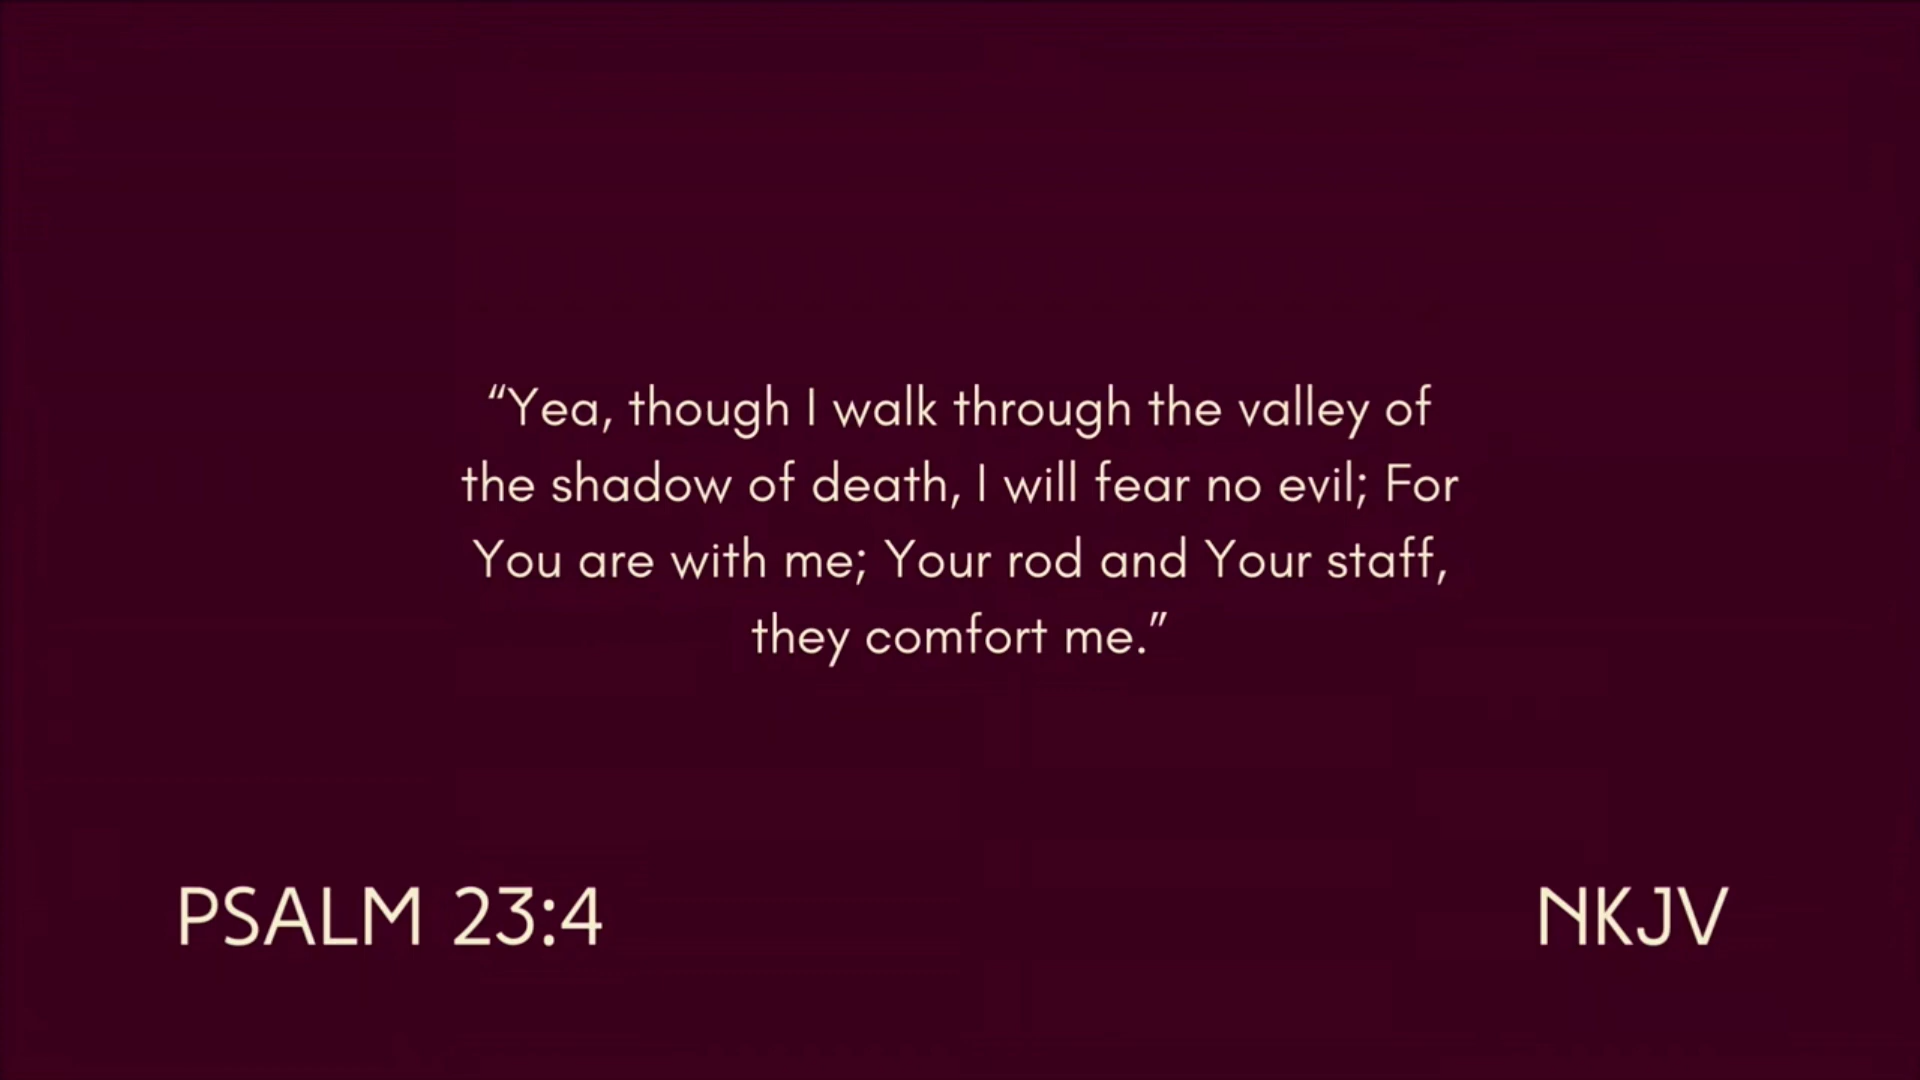 “Yea, though I walk through the valley of
the shadow of death, I will fear no evil; For
You are with me; Your rod and Your staff,
they comfort me.”
PSALM 23:4
NKJV